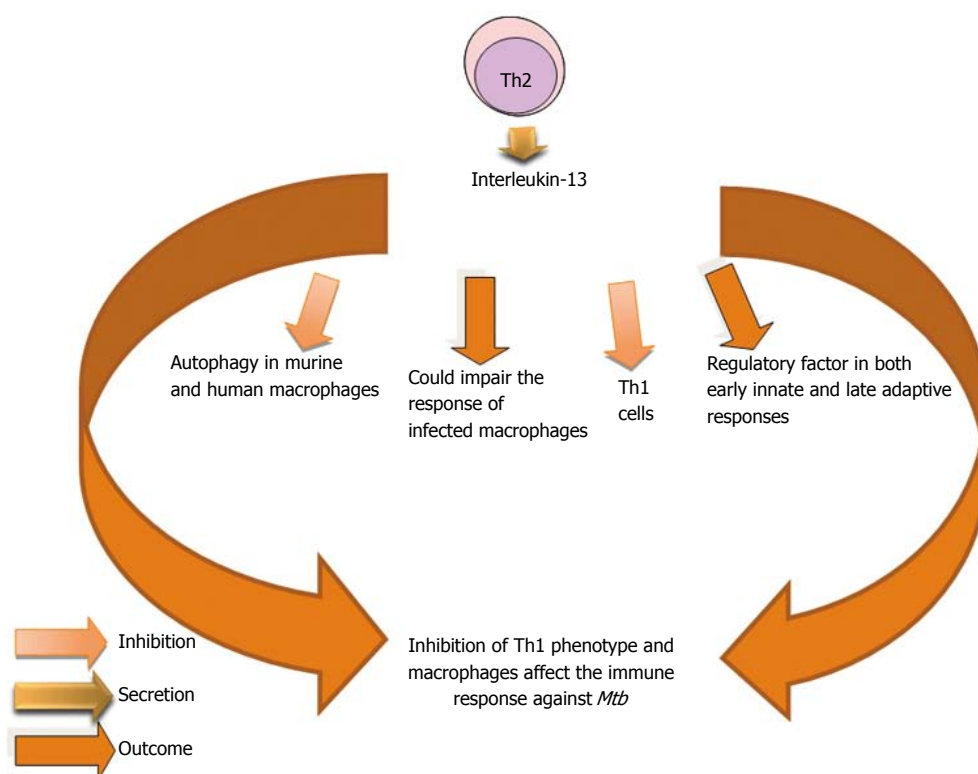 Th2
Interleukin-13
Autophagy in murine
and human macrophages
Could impair the
response of
infected macrophages
Th1
cells
Regulatory factor in both
early innate and late adaptive
responses
Inhibition of Th1 phenotype and
macrophages affect the immune
response against Mtb
Inhibition
Secretion
Outcome